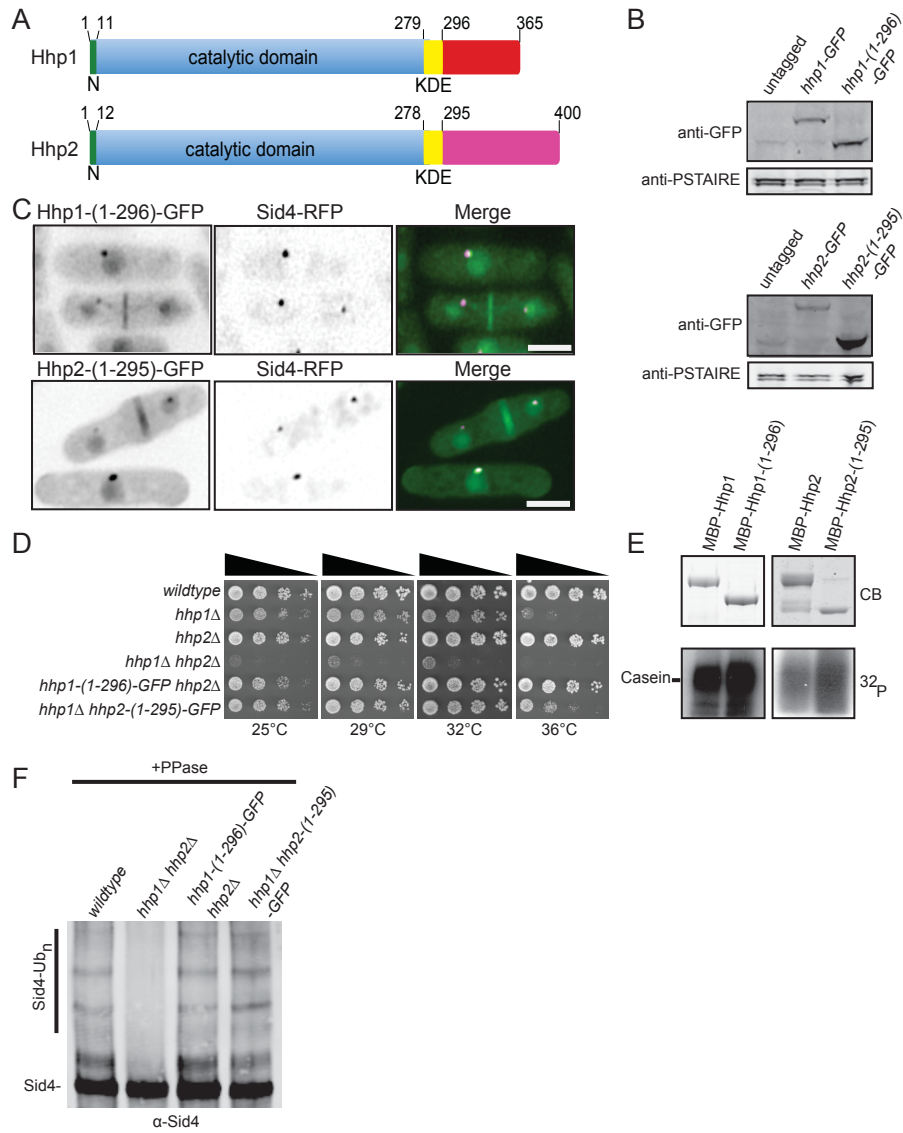 A
1 11 279 296 365
Hhp1 catalytic domain
N KDE
1 12 278 295 400
Hhp2 catalytic domain
N KDE
B
untagged hhp1-GFP hhp1-(1-296)-GFP
anti-GFP
anti-PSTAIRE
untagged hhp2-GFP hhp2-(1-295)-GFP
anti-GFP
anti-PSTAIRE
C
Hhp1-(1-296)-GFP Sid4-RFP Merge
Hhp2-(1-295)-GFP Sid4-RFP Merge
D
wildtype
hhp1Δ
hhp2Δ
hhp1Δ hhp2Δ
hhp1-(1-296)-GFP hhp2Δ
hhp1Δ hhp2-(1-295)-GFP
25°C 29°C 32°C 36°C
E
MBP-Hhp1 MBP-Hhp1-(1-296) MBP-Hhp2 MBP-Hhp2-(1-295)
CB
Casein 32P
F
+PPase
wildtype hhp1Δ hhp2Δ hhp1-(1-296)-GFP hhp2Δ hhp1Δ hhp2-(1-295)-GFP
Sid4-Ubn
Sid4-
α-Sid4